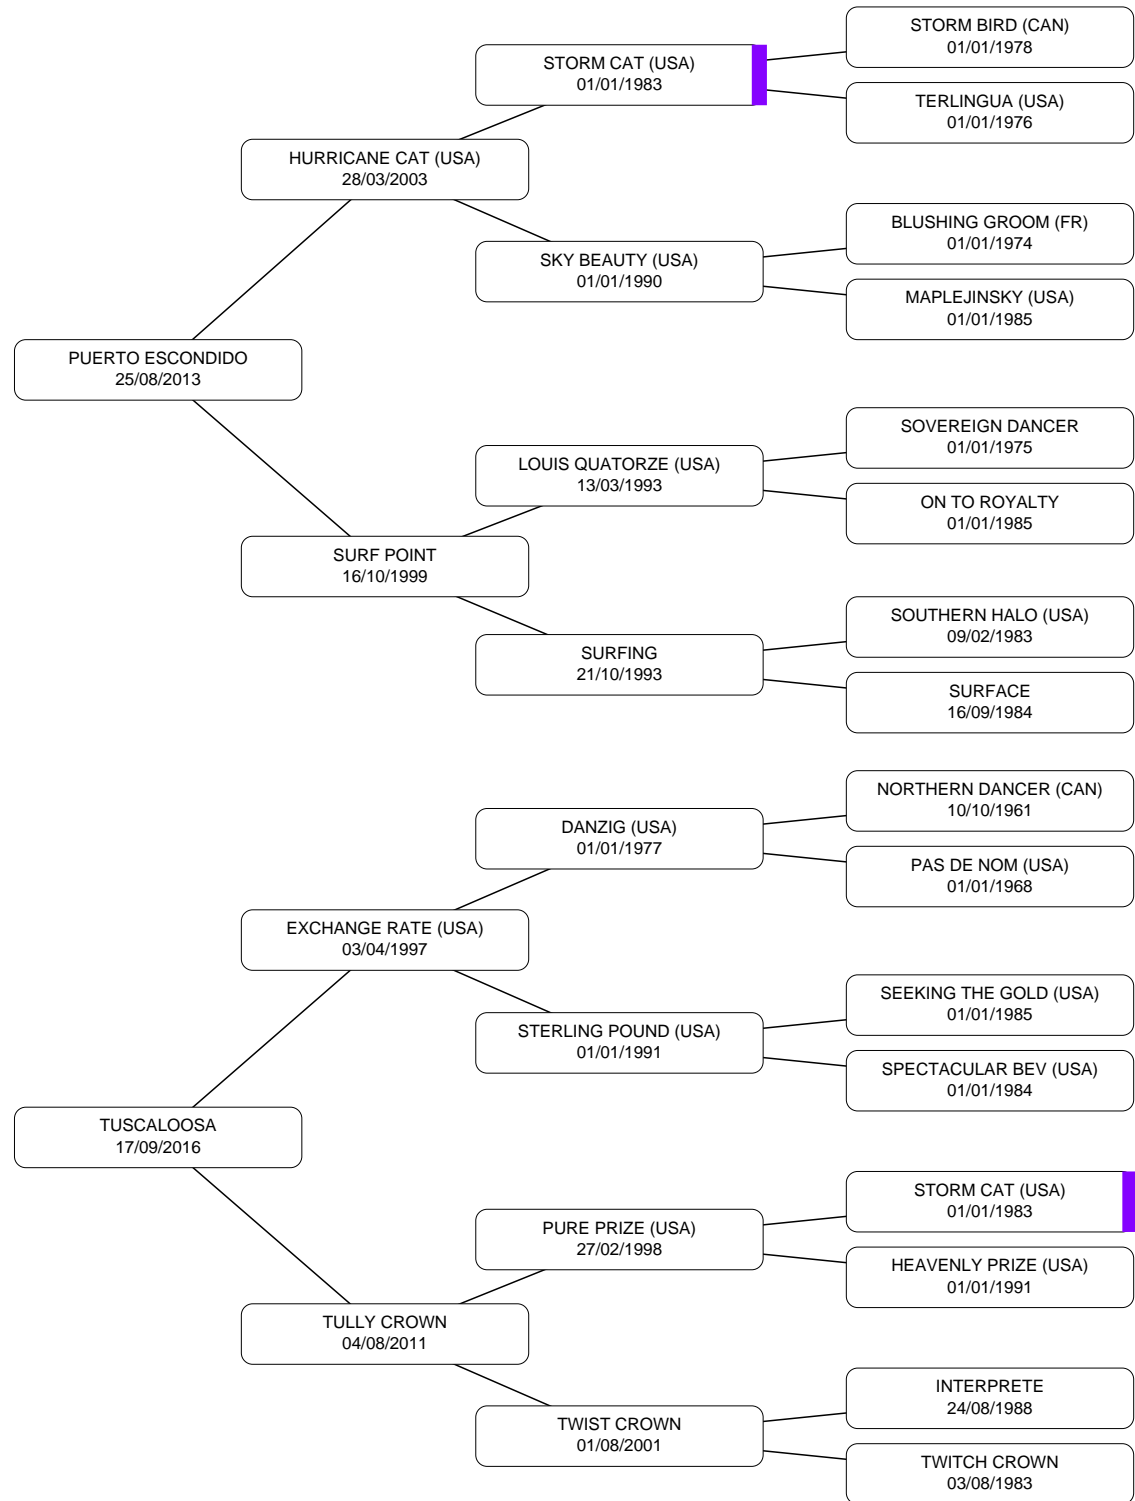 STORM BIRD (CAN)
01/01/1978
STORM CAT (USA)
01/01/1983
TERLINGUA (USA)
01/01/1976
HURRICANE CAT (USA)
28/03/2003
BLUSHING GROOM (FR)
01/01/1974
SKY BEAUTY (USA)
01/01/1990
MAPLEJINSKY (USA)
01/01/1985
PUERTO ESCONDIDO
25/08/2013
SOVEREIGN DANCER
01/01/1975
LOUIS QUATORZE (USA)
13/03/1993
ON TO ROYALTY
01/01/1985
SURF POINT
16/10/1999
SOUTHERN HALO (USA)
09/02/1983
SURFING
21/10/1993
SURFACE
16/09/1984
NORTHERN DANCER (CAN)
10/10/1961
DANZIG (USA)
01/01/1977
PAS DE NOM (USA)
01/01/1968
EXCHANGE RATE (USA)
03/04/1997
SEEKING THE GOLD (USA)
01/01/1985
STERLING POUND (USA)
01/01/1991
SPECTACULAR BEV (USA)
01/01/1984
TUSCALOOSA
17/09/2016
STORM CAT (USA)
01/01/1983
PURE PRIZE (USA)
27/02/1998
HEAVENLY PRIZE (USA)
01/01/1991
TULLY CROWN
04/08/2011
INTERPRETE
24/08/1988
TWIST CROWN
01/08/2001
TWITCH CROWN
03/08/1983